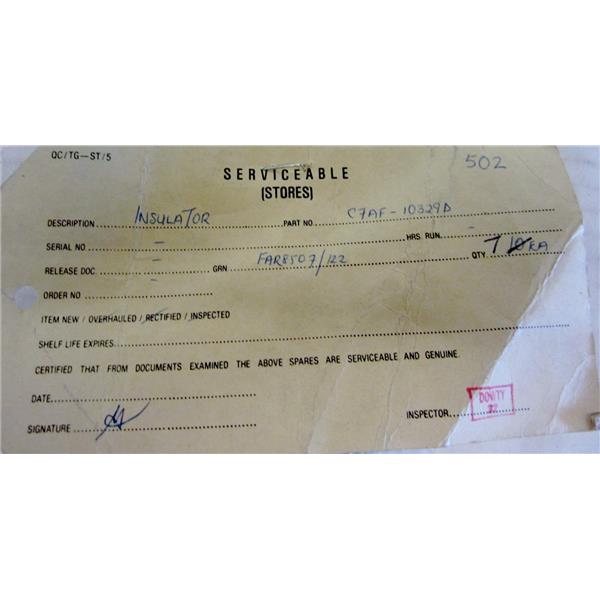 QC/TG-ST/5
502
SERVICEABLE
(STORES)
DESCRIPTION INSULATOR PART NO. C7AF-10329D
SERIAL NO - HRS. RUN. -
RELEASE DOC. - GRN FAR8507/122 QTY. 7
ORDER NO -
ITEM NEW / OVERHAULED / RECTIFIED / INSPECTED
SHELF LIFE EXPIRES
CERTIFIED THAT FROM DOCUMENTS EXAMINED THE ABOVE SPARES ARE SERVICEABLE AND GENUINE.
DATE
SIGNATURE INSPECTOR